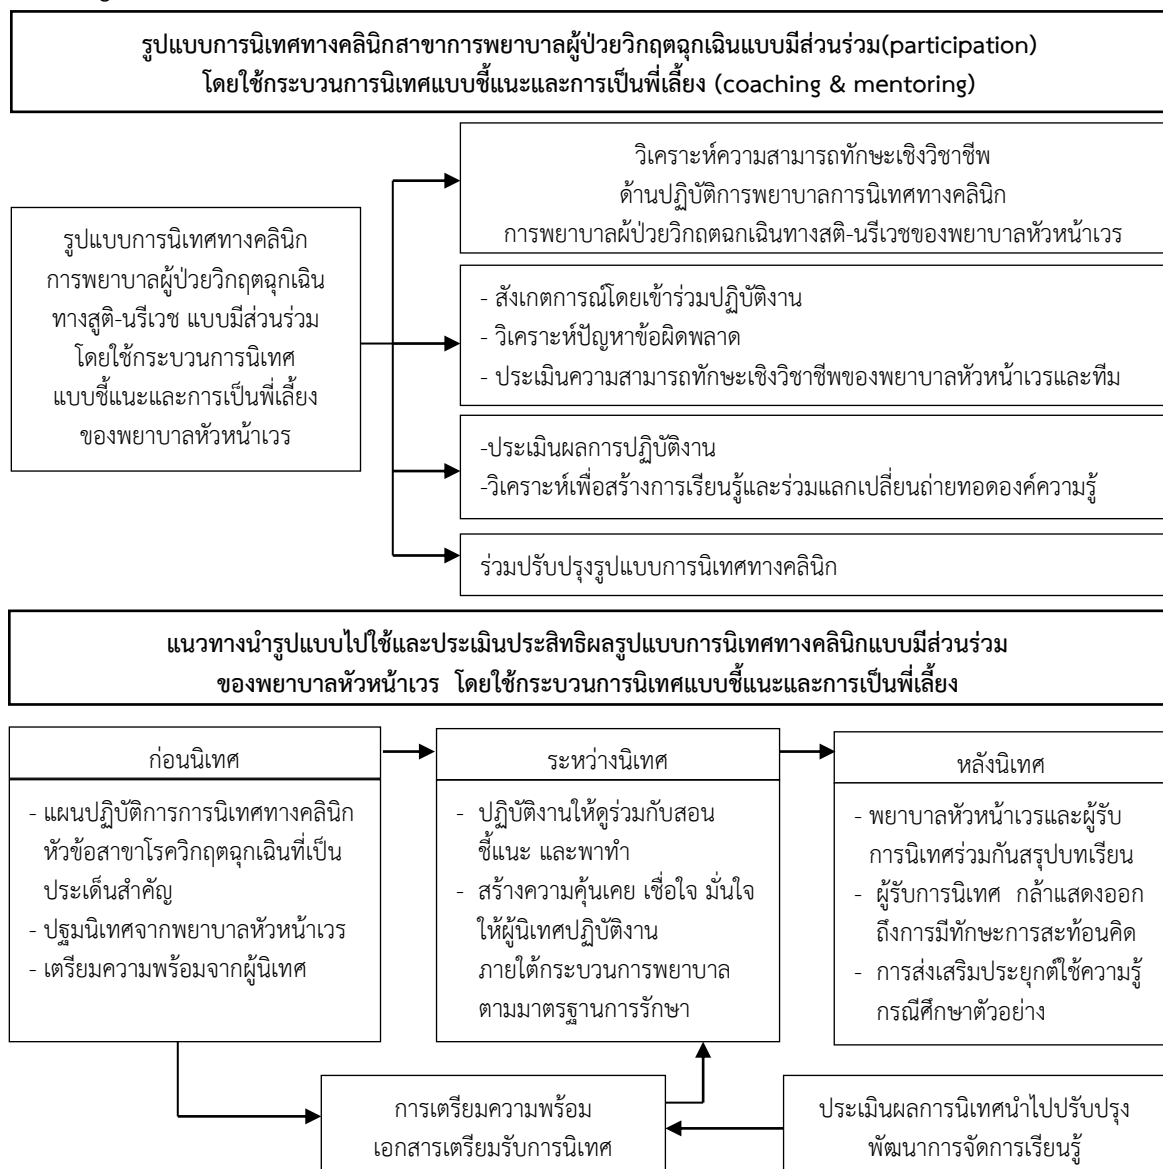 รูปแบบการนิเทศทางคลินิกสาขาการพยาบาลผู้ป่วยวิกฤตฉุกเฉินแบบมีส่วนร่วม(participation)
โดยใช้กระบวนการนิเทศแบบชี้แนะและการเป็นพี่เลี้ยง (coaching & mentoring)
รูปแบบการนิเทศทางคลินิก
การพยาบาลผู้ป่วยวิกฤตฉุกเฉิน
ทางสูติ-นรีเวช แบบมีส่วนร่วม
โดยใช้กระบวนการนิเทศ
แบบชี้แนะและการเป็นพี่เลี้ยง
ของพยาบาลหัวหน้าเวร
วิเคราะห์ความสามารถทักษะเชิงวิชาชีพ
ด้านปฏิบัติการพยาบาลการนิเทศทางคลินิก
การพยาบาลผู้ป่วยวิกฤตฉุกเฉินทางสูติ-นรีเวชของพยาบาลหัวหน้าเวร
- สังเกตการณ์โดยเข้าร่วมปฏิบัติงาน
- วิเคราะห์ปัญหาข้อผิดพลาด
- ประเมินความสามารถทักษะเชิงวิชาชีพของพยาบาลหัวหน้าเวรและทีม
-ประเมินผลการปฏิบัติงาน
-วิเคราะห์เพื่อสร้างการเรียนรู้และร่วมแลกเปลี่ยนถ่ายทอดองค์ความรู้
ร่วมปรับปรุงรูปแบบการนิเทศทางคลินิก
แนวทางนำรูปแบบไปใช้และประเมินประสิทธิผลรูปแบบการนิเทศทางคลินิกแบบมีส่วนร่วม
ของพยาบาลหัวหน้าเวร โดยใช้กระบวนการนิเทศแบบชี้แนะและการเป็นพี่เลี้ยง
ก่อนนิเทศ
- แผนปฏิบัติการการนิเทศทางคลินิก
หัวข้อสาขาโรควิกฤตฉุกเฉินที่เป็น
ประเด็นสำคัญ
- ปฐมนิเทศจากพยาบาลหัวหน้าเวร
- เตรียมความพร้อมจากผู้นิเทศ
ระหว่างนิเทศ
- ปฏิบัติงานให้ดูร่วมกับสอน
ชี้แนะ และพาทำ
- สร้างความคุ้นเคย เชื่อใจ มั่นใจ
ให้ผู้นิเทศปฏิบัติงาน
ภายใต้กระบวนการพยาบาล
ตามมาตรฐานการรักษา
หลังนิเทศ
- พยาบาลหัวหน้าเวรและผู้รับ
การนิเทศร่วมกันสรุปบทเรียน
- ผู้รับการนิเทศ กล้าแสดงออก
ถึงการมีทักษะการสะท้อนคิด
- การส่งเสริมประยุกต์ใช้ความรู้
กรณีศึกษาตัวอย่าง
การเตรียมความพร้อม
เอกสารเตรียมรับการนิเทศ
ประเมินผลการนิเทศนำไปปรับปรุง
พัฒนาการจัดการเรียนรู้